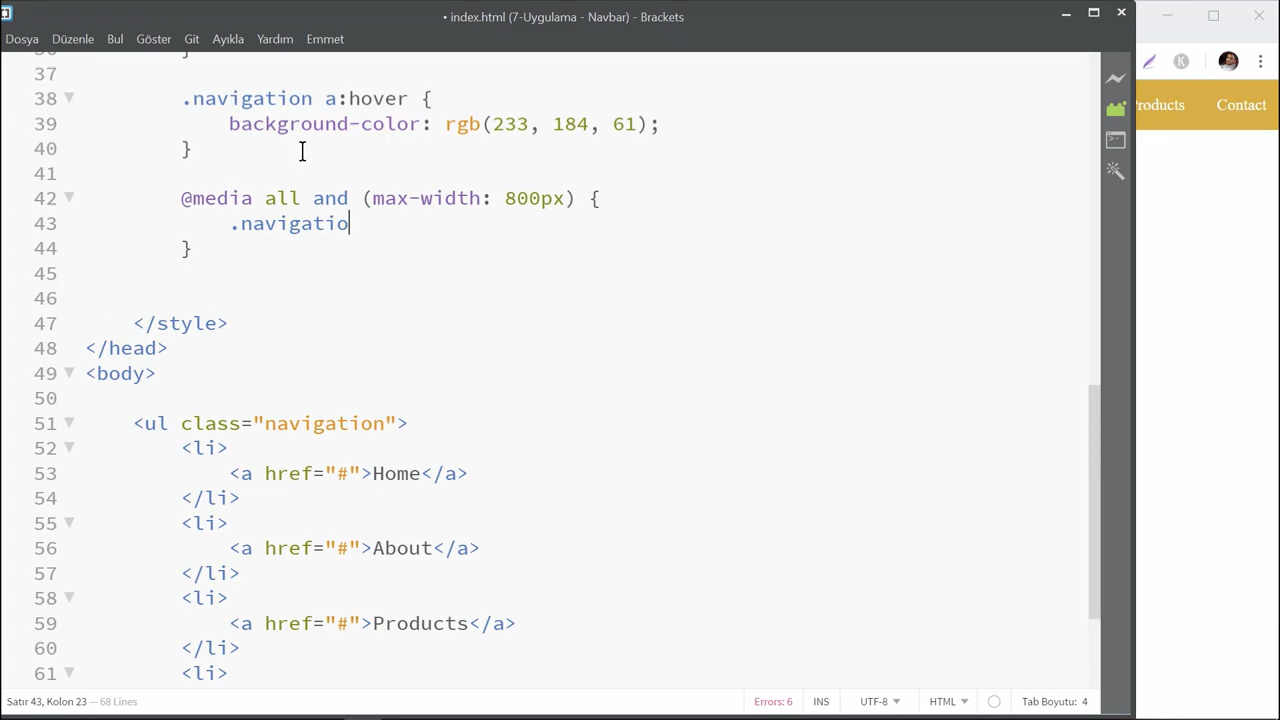 • index.html (7-Uygulama - Navbar) - Brackets
Dosya Düzenle Bul Göster Git Ayıkla Yardım Emmet
37
38 .navigation a:hover {
39 background-color: rgb(233, 184, 61);
40 }
41
42 @media all and (max-width: 800px) {
43 .navigatio
44 }
45
46
47 </style>
48 </head>
49 <body>
50
51 <ul class="navigation">
52 <li>
53 <a href="#">Home</a>
54 </li>
55 <li>
56 <a href="#">About</a>
57 </li>
58 <li>
59 <a href="#">Products</a>
60 </li>
61 <li>
Satır 43, Kolon 23 — 68 Lines Errors: 6 INS UTF-8 HTML Tab Boyutu: 4
K
Products Contact